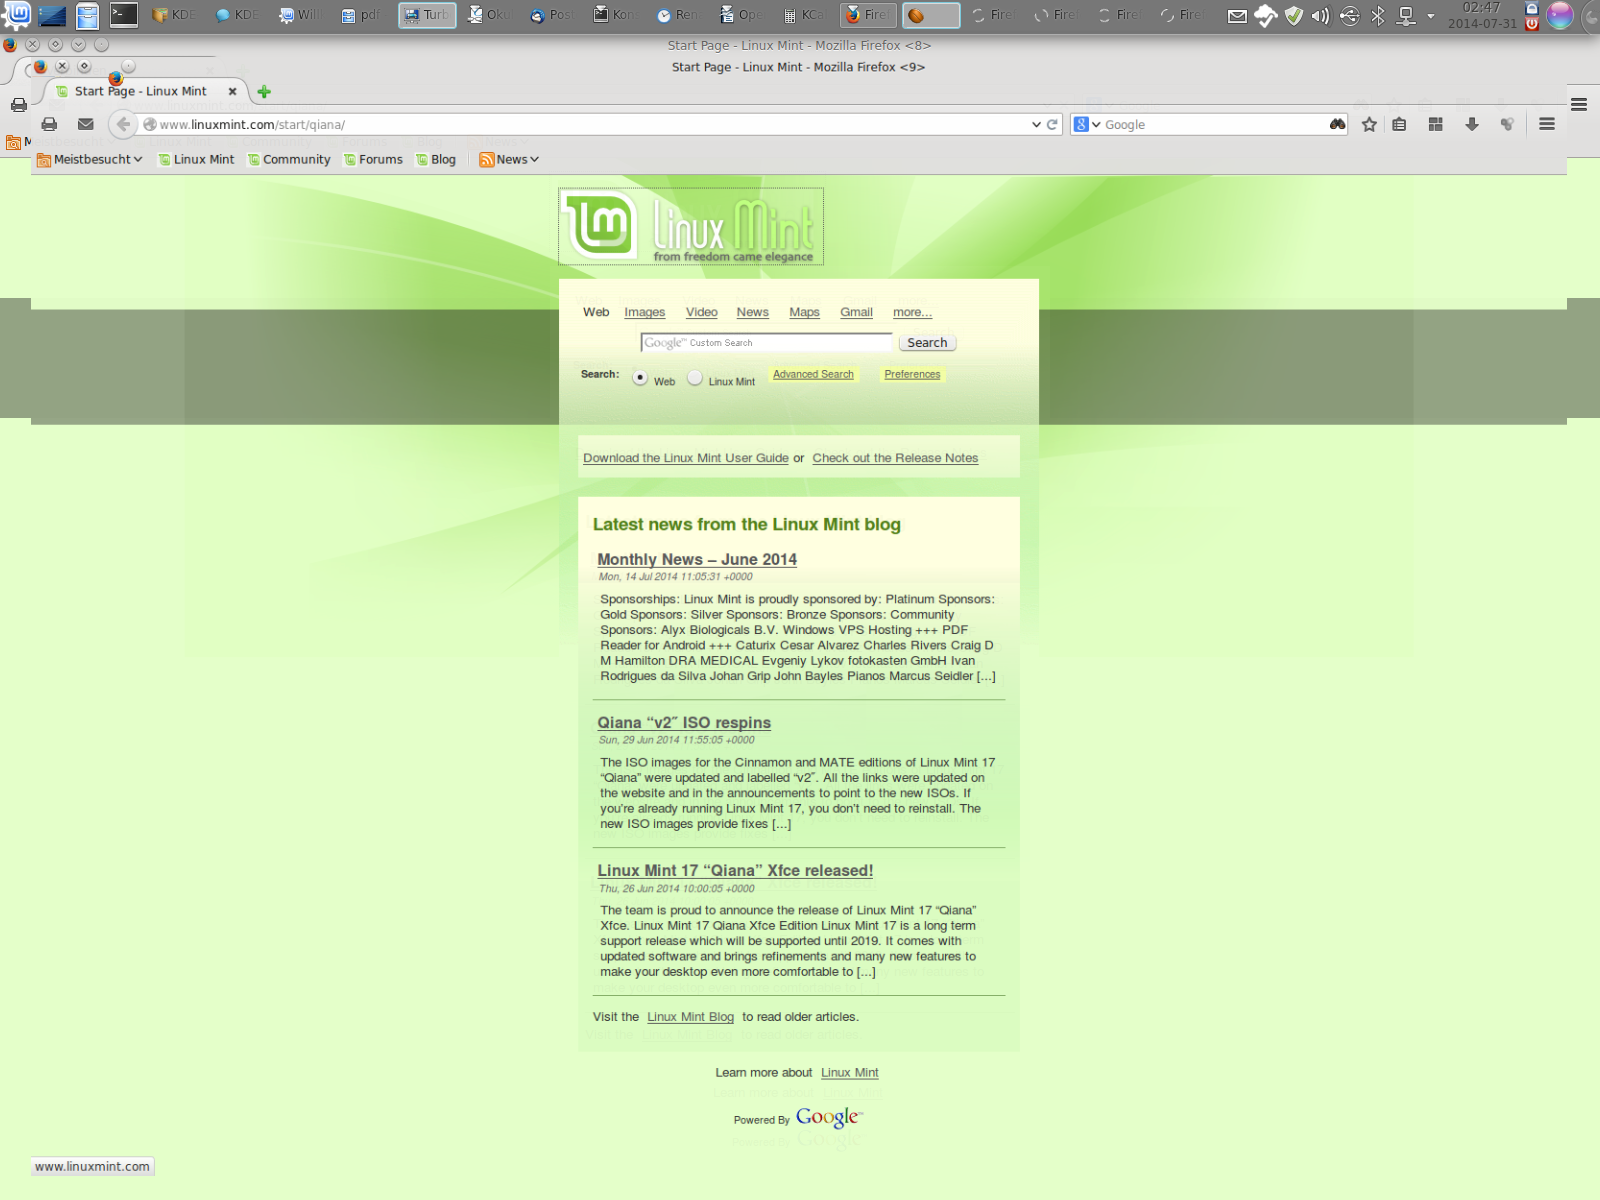 KDE
KDE
Willk
pdf
Turb
Oku
Post
Kon
Ren
Ope
KCa
Firef
Firef
Firef
Firef
Firef
02:47
2014-07-31
Start Page - Linux Mint - Mozilla Firefox <8>
Start Page - Linux Mint - Mozilla Firefox <9>
Start Page - Linux Mint
www.linuxmint.com/start/qiana/
Google
Meistbesucht Linux Mint Community Forums Blog News
Linux Mint
from freedom came elegance
Web Images Video News Maps Gmail more...
Google™ Custom Search Search
Search: Web Linux Mint Advanced Search Preferences
Download the Linux Mint User Guide or Check out the Release Notes
Latest news from the Linux Mint blog
Monthly News – June 2014
Mon, 14 Jul 2014 11:05:31 +0000
Sponsorships: Linux Mint is proudly sponsored by: Platinum Sponsors:
Gold Sponsors: Silver Sponsors: Bronze Sponsors: Community
Sponsors: Alyx Biologicals B.V. Windows VPS Hosting +++ PDF
Reader for Android +++ Caturix Cesar Alvarez Charles Rivers Craig D
M Hamilton DRA MEDICAL Evgeniy Lykov fotokasten GmbH Ivan
Rodrigues da Silva Johan Grip John Bayles Pianos Marcus Seidler [...]
Qiana “v2″ ISO respins
Sun, 29 Jun 2014 11:55:05 +0000
The ISO images for the Cinnamon and MATE editions of Linux Mint 17
“Qiana” were updated and labelled “v2″. All the links were updated on
the website and in the announcements to point to the new ISOs. If
you’re already running Linux Mint 17, you don’t need to reinstall. The
new ISO images provide fixes [...]
Linux Mint 17 “Qiana” Xfce released!
Thu, 26 Jun 2014 10:00:05 +0000
The team is proud to announce the release of Linux Mint 17 “Qiana”
Xfce. Linux Mint 17 Qiana Xfce Edition Linux Mint 17 is a long term
support release which will be supported until 2019. It comes with
updated software and brings refinements and many new features to
make your desktop even more comfortable to [...]
Visit the Linux Mint Blog to read older articles.
Learn more about Linux Mint
Powered By Google™
www.linuxmint.com